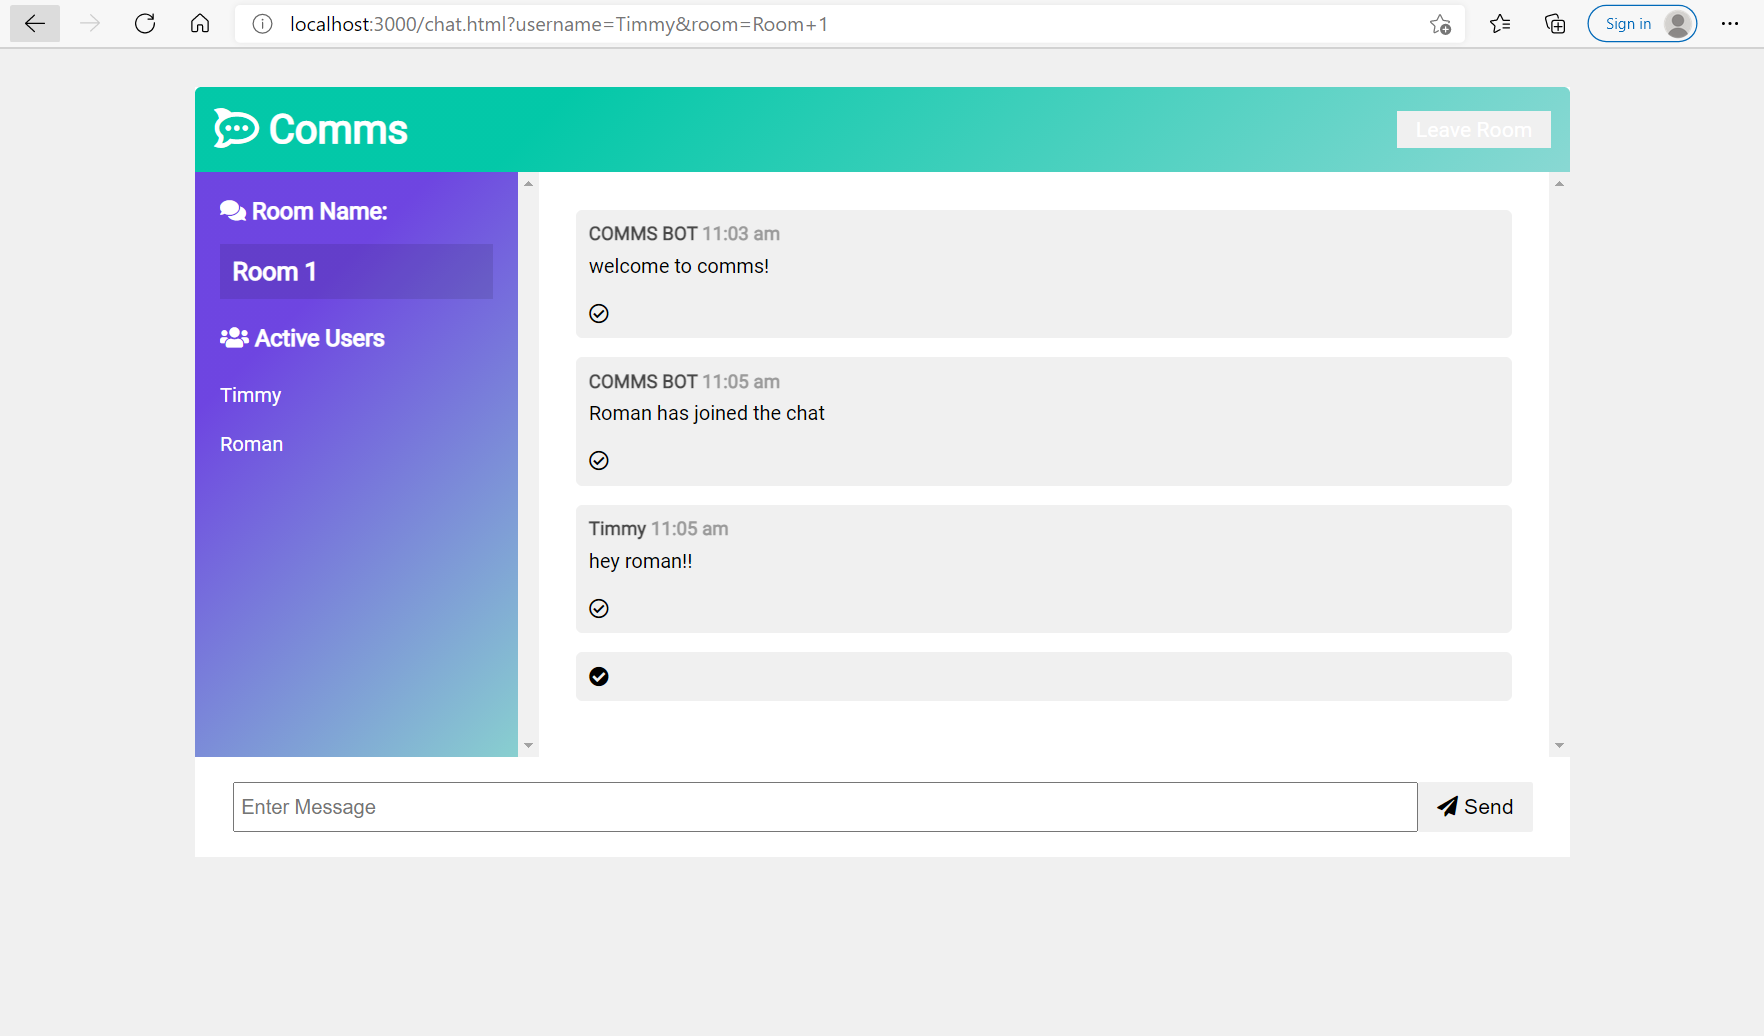 localhost:3000/chat.html?username=Timmy&room=Room+1
Sign in
Comms
Leave Room
Room Name:
Room 1
Active Users
Timmy
Roman
COMMS BOT 11:03 am
welcome to comms!
COMMS BOT 11:05 am
Roman has joined the chat
Timmy 11:05 am
hey roman!!
Enter Message
Send